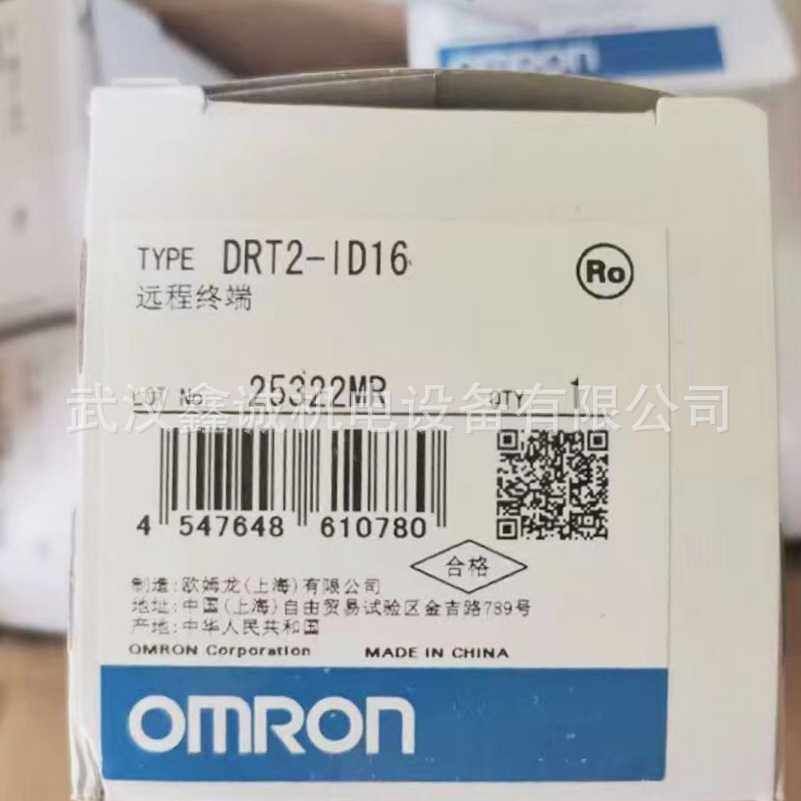 OMRON
TYPE DRT2-ID16
Ro
远程终端
LOT No. 25322MR QTY 1
武汉鑫诚机电设备有限公司
4 547648 610780
合格
制造:欧姆龙(上海)有限公司
地址:中国(上海)自由贸易试验区金吉路789号
产地:中华人民共和国
OMRON Corporation MADE IN CHINA
OMRON